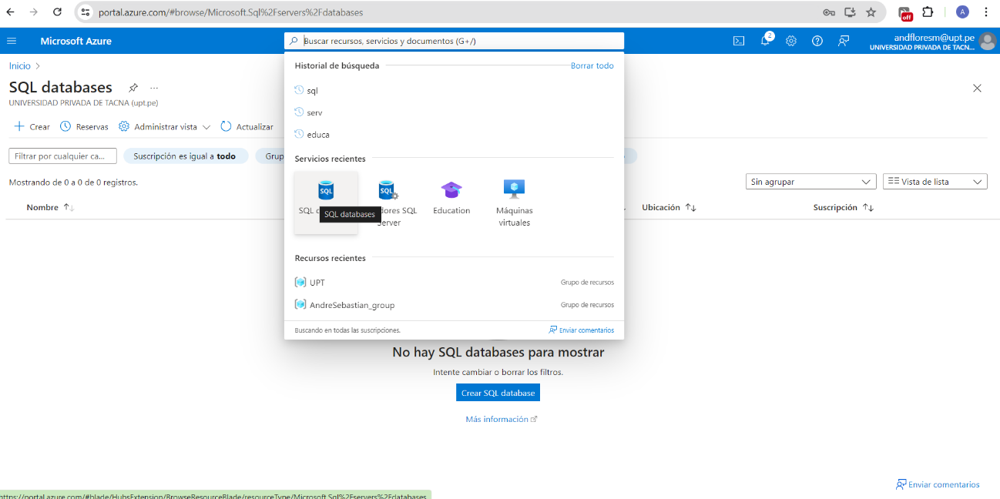 portal.azure.com/#browse/Microsoft.Sql%2Fservers%2Fdatabases
off
A
Microsoft Azure
Buscar recursos, servicios y documentos (G+/)
2
andfloresm@upt.pe
UNIVERSIDAD PRIVADA DE TACN...
Inicio
SQL databases
...
UNIVERSIDAD PRIVADA DE TACNA (upt.pe)
Crear
Reservas
Administrar vista
Actualizar
Filtrar por cualquier ca...
Suscripción es igual a todo
Grup
Mostrando de 0 a 0 de 0 registros.
Sin agrupar
Vista de lista
Nombre
Ubicación
Suscripción
Historial de búsqueda
Borrar todo
sql
serv
educa
Servicios recientes
SQL
SQL
SQL
SQL databases
dores SQL
Server
Education
Máquinas
virtuales
Recursos recientes
UPT
Grupo de recursos
AndreSebastian_group
Grupo de recursos
Buscando en todas las suscripciones.
Enviar comentarios
No hay SQL databases para mostrar
Intente cambiar o borrar los filtros.
Crear SQL database
Más información
Enviar comentarios
https://portal.azure.com/#blade/HubsExtension/BrowseResourceBlade/resourceType/Microsoft.Sql%2Fservers%2Fdatabases